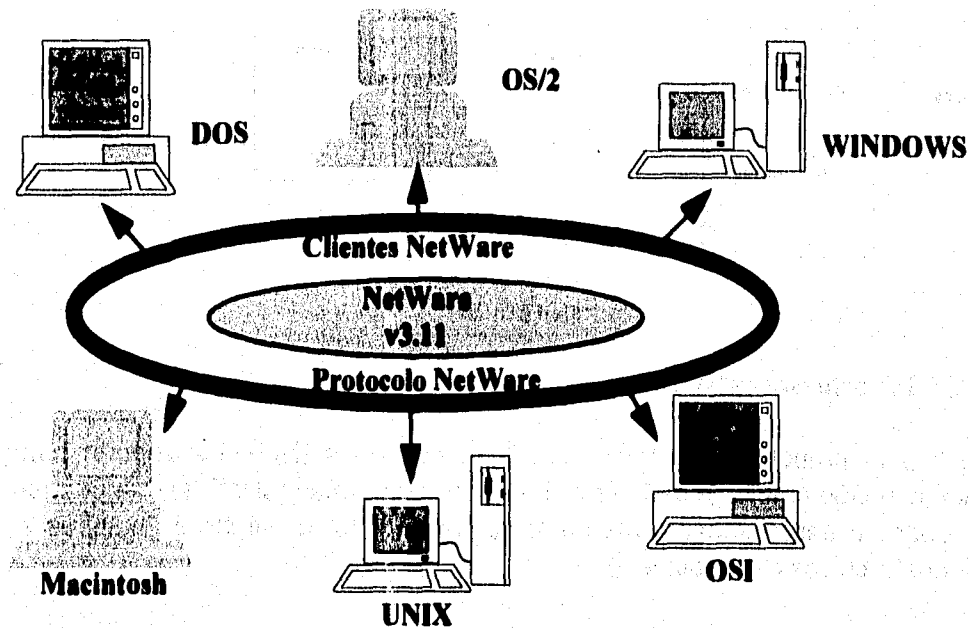 OS/2
DOS
WINDOWS
Clientes NetWare
NetWare
v3.11
Protocolo NetWare
Macintosh
UNIX
OSI